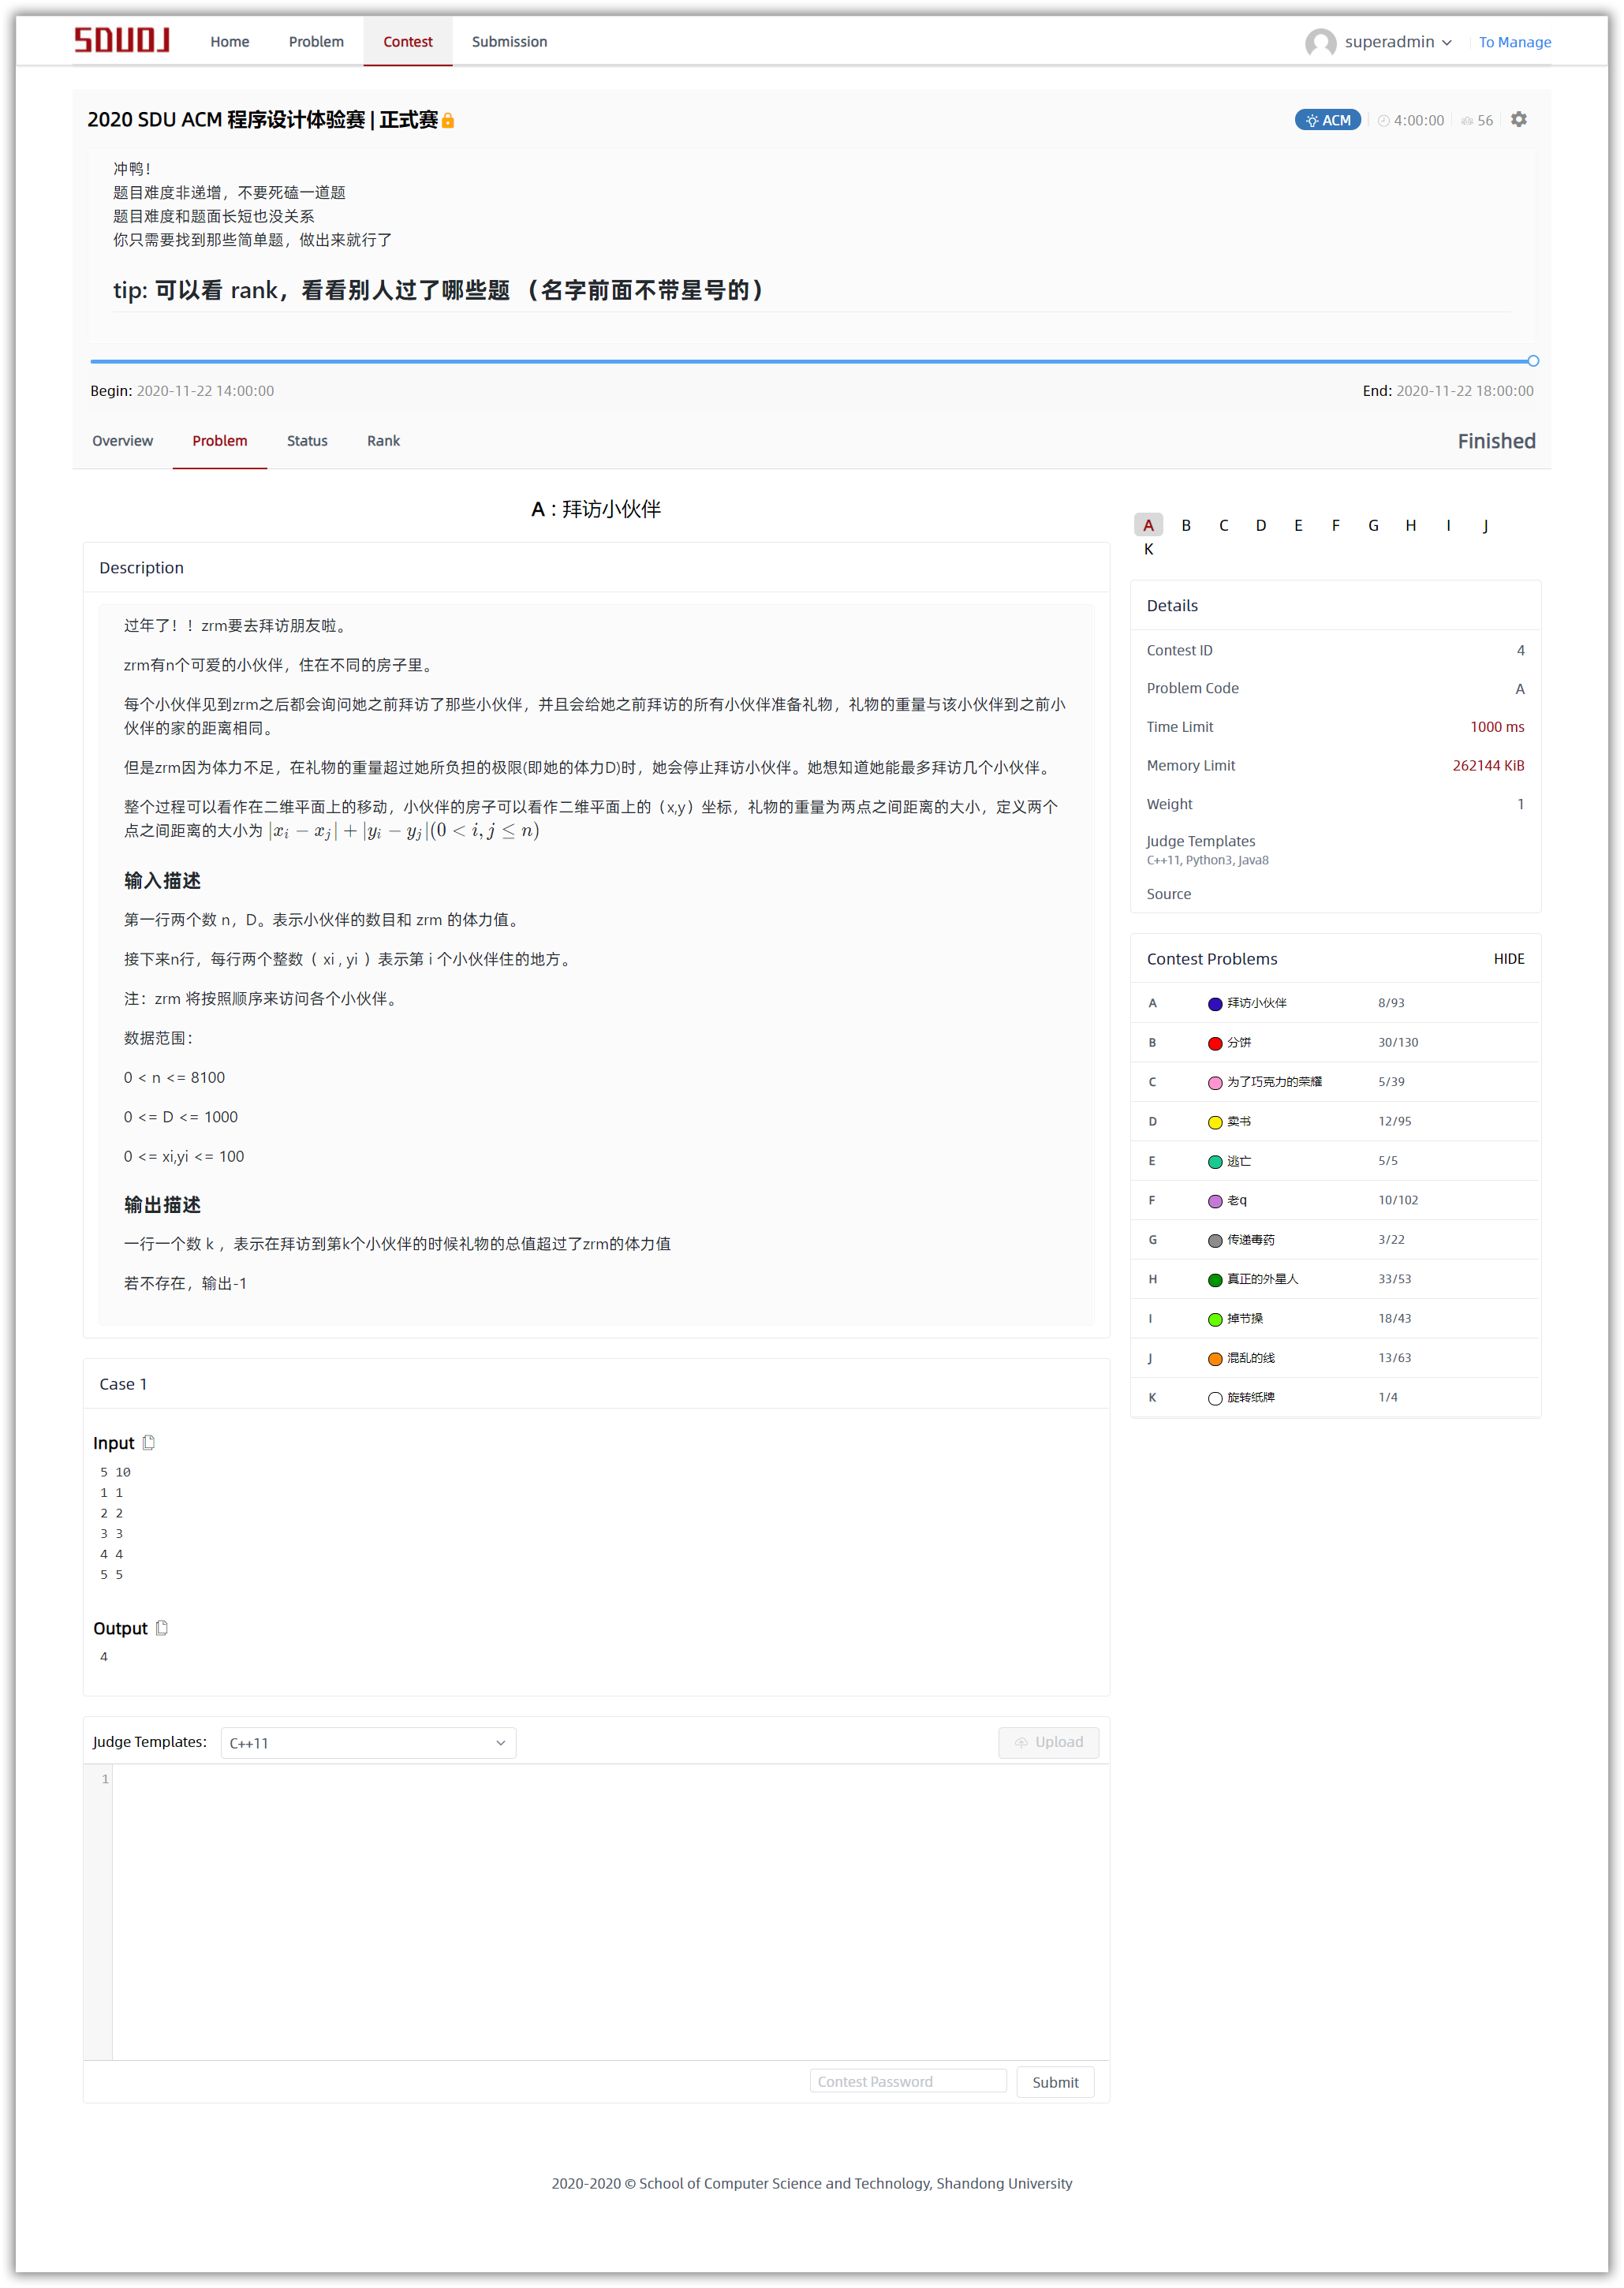 SDUOJ Home Problem Contest Submission superadmin To Manage
2020 SDU ACM 程序设计体验赛 | 正式赛 ACM 4:00:00 56
冲鸭！
题目难度非递增，不要死磕一道题
题目难度和题面长短也没关系
你只需要找到那些简单题，做出来就行了
tip: 可以看 rank，看看别人过了哪些题 （名字前面不带星号的）
Begin: 2020-11-22 14:00:00 End: 2020-11-22 18:00:00
Overview Problem Status Rank Finished
A : 拜访小伙伴
Description
过年了！！zrm要去拜访朋友啦。
zrm有n个可爱的小伙伴，住在不同的房子里。
每个小伙伴见到zrm之后都会询问她之前拜访了那些小伙伴，并且会给她之前拜访的所有小伙伴准备礼物，礼物的重量与该小伙伴到之前小
伙伴的家的距离相同。
但是zrm因为体力不足，在礼物的重量超过她所负担的极限(即她的体力D)时，她会停止拜访小伙伴。她想知道她能最多拜访几个小伙伴。
整个过程可以看作在二维平面上的移动，小伙伴的房子可以看作二维平面上的（x,y）坐标，礼物的重量为两点之间距离的大小，定义两个
点之间距离的大小为 |x_i − x_j| + |y_i − y_j|(0 < i, j ≤ n)
输入描述
第一行两个数 n，D。表示小伙伴的数目和 zrm 的体力值。
接下来n行，每行两个整数（ xi , yi ）表示第 i 个小伙伴住的地方。
注：zrm 将按照顺序来访问各个小伙伴。
数据范围：
0 < n <= 8100
0 <= D <= 1000
0 <= xi,yi <= 100
输出描述
一行一个数 k ，表示在拜访到第k个小伙伴的时候礼物的总值超过了zrm的体力值
若不存在，输出-1
Case 1
Input
5 10
1 1
2 2
3 3
4 4
5 5
Output
4
Judge Templates: C++11 Upload
1
Contest Password Submit
A B C D E F G H I J
K
Details
Contest ID 4
Problem Code A
Time Limit 1000 ms
Memory Limit 262144 KiB
Weight 1
Judge Templates
C++11, Python3, Java8
Source
Contest Problems HIDE
A 拜访小伙伴 8/93
B 分饼 30/130
C 为了巧克力的荣耀 5/39
D 卖书 12/95
E 逃亡 5/5
F 老q 10/102
G 传递毒药 3/22
H 真正的外星人 33/53
I 掉节操 18/43
J 混乱的线 13/63
K 旋转纸牌 1/4
2020-2020 © School of Computer Science and Technology, Shandong University